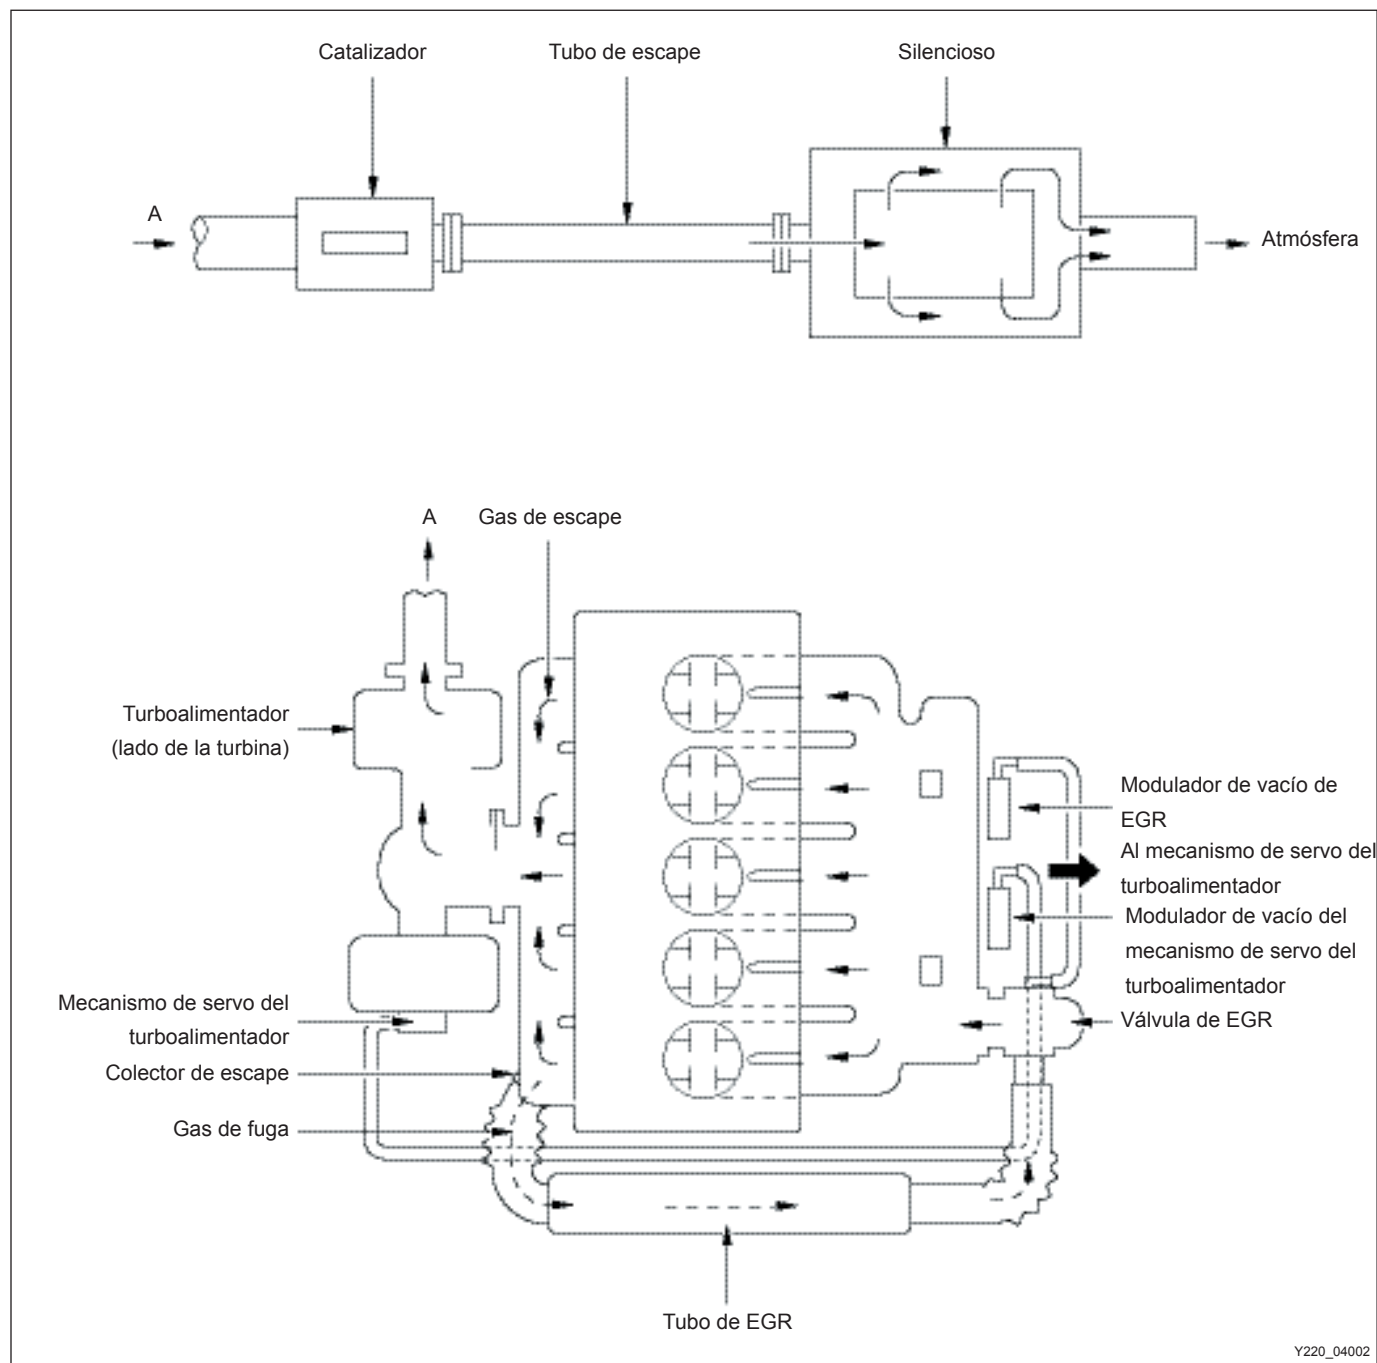 Catalizador
Tubo de escape
Silencioso
A
Atmósfera
A
Gas de escape
Turboalimentador
(lado de la turbina)
Modulador de vacío de
EGR
Al mecanismo de servo del
turboalimentador
Modulador de vacío del
mecanismo de servo del
turboalimentador
Válvula de EGR
Mecanismo de servo del
turboalimentador
Colector de escape
Gas de fuga
Tubo de EGR
Y220_04002